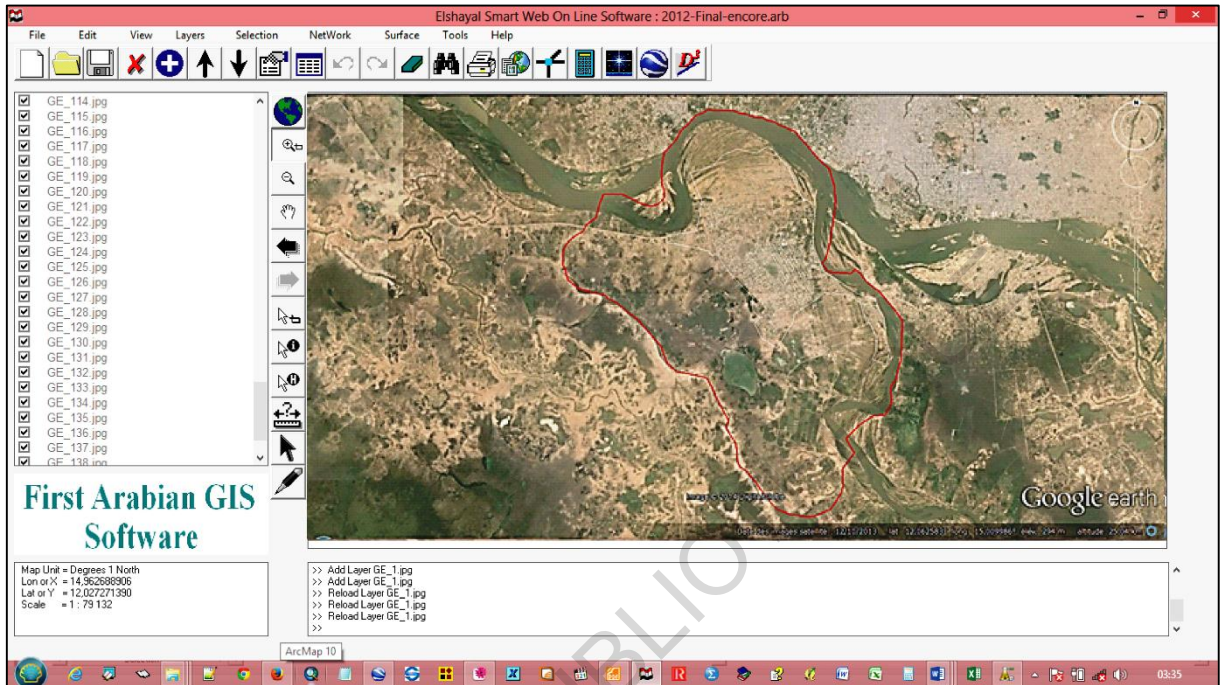 Elshayal Smart Web On Line Software : 2012-Final-encore.arb
File Edit View Layers Selection NetWork Surface Tools Help
GE_114.jpg
GE_115.jpg
GE_116.jpg
GE_117.jpg
GE_118.jpg
GE_119.jpg
GE_120.jpg
GE_121.jpg
GE_122.jpg
GE_123.jpg
GE_124.jpg
GE_125.jpg
GE_126.jpg
GE_127.jpg
GE_128.jpg
GE_129.jpg
GE_130.jpg
GE_131.jpg
GE_132.jpg
GE_133.jpg
GE_134.jpg
GE_135.jpg
GE_136.jpg
GE_137.jpg
GE_138.jpg
Google earth
First Arabian GIS
Software
Map Unit = Degrees 1 North
Lon or X = 14,962688906
Lat or Y = 12,027271390
Scale = 1 : 79 132
>> Add Layer GE_1.jpg
>> Add Layer GE_1.jpg
>> Reload Layer GE_1.jpg
>> Reload Layer GE_1.jpg
>> Reload Layer GE_1.jpg
>>
BIBLIO
ArcMap 10
03:35